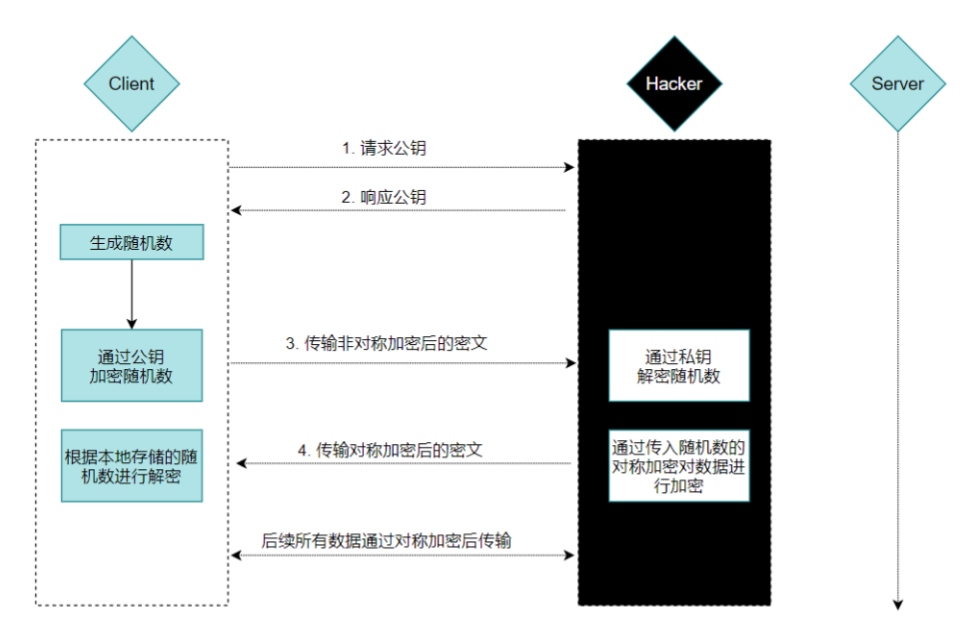 Client
Hacker
Server
1. 请求公钥
2. 响应公钥
生成随机数
3. 传输非对称加密后的密文
通过公钥
加密随机数
通过私钥
解密随机数
4. 传输对称加密后的密文
根据本地存储的随
机数进行解密
通过传入随机数的
对称加密对数据进
行加密
后续所有数据通过对称加密后传输